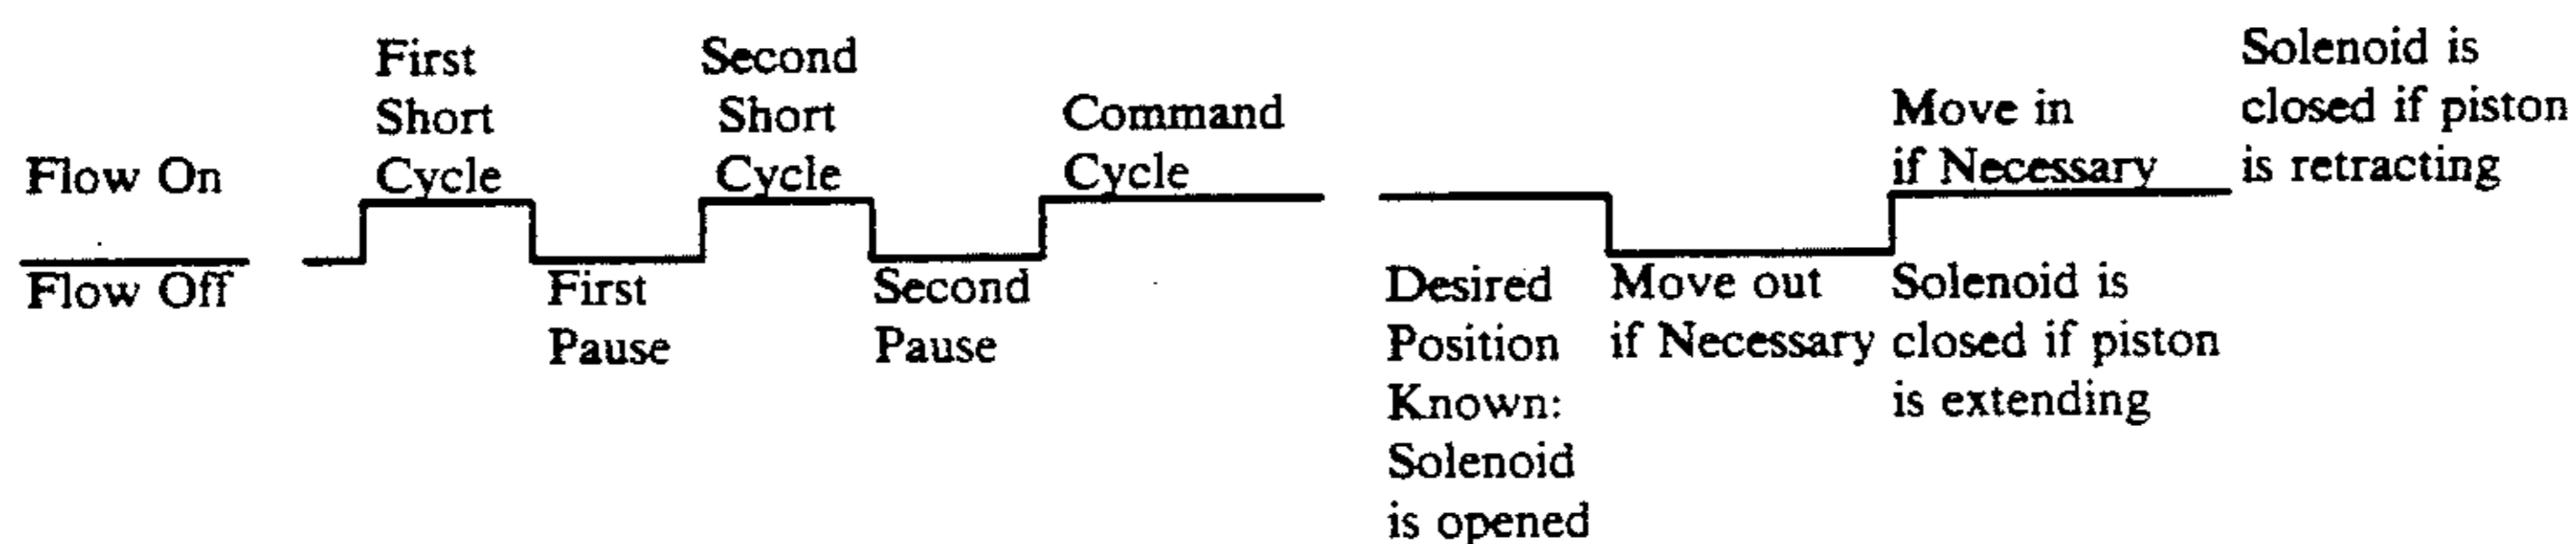 Flow On
Flow Off
First
Short
Cycle
First
Pause
Second
Short
Cycle
Second
Pause
Command
Cycle
Desired
Position
Known:
Solenoid
is opened
Move out
if Necessary
Move in
if Necessary
Solenoid is
closed if piston
is extending
Solenoid is
closed if piston
is retracting